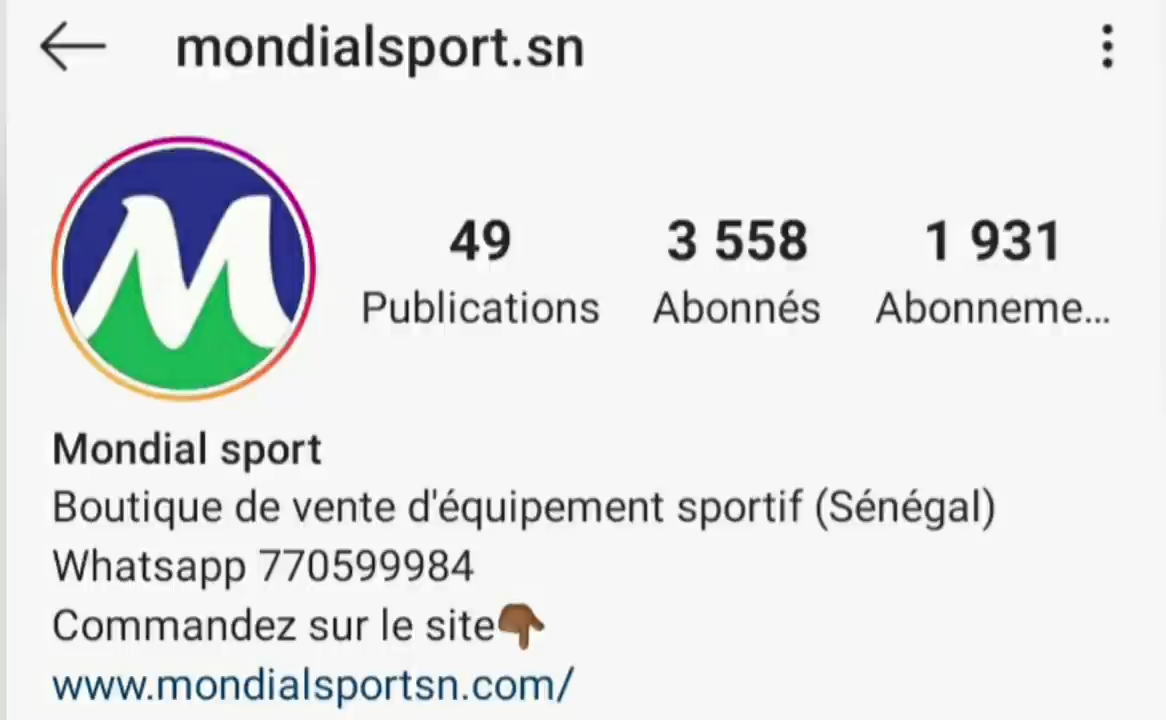 mondialsport.sn
49 3 558 1 931
Publications Abonnés Abonneme...
Mondial sport
Boutique de vente d'équipement sportif (Sénégal)
Whatsapp 770599984
Commandez sur le site👇🏾
www.mondialsportsn.com/